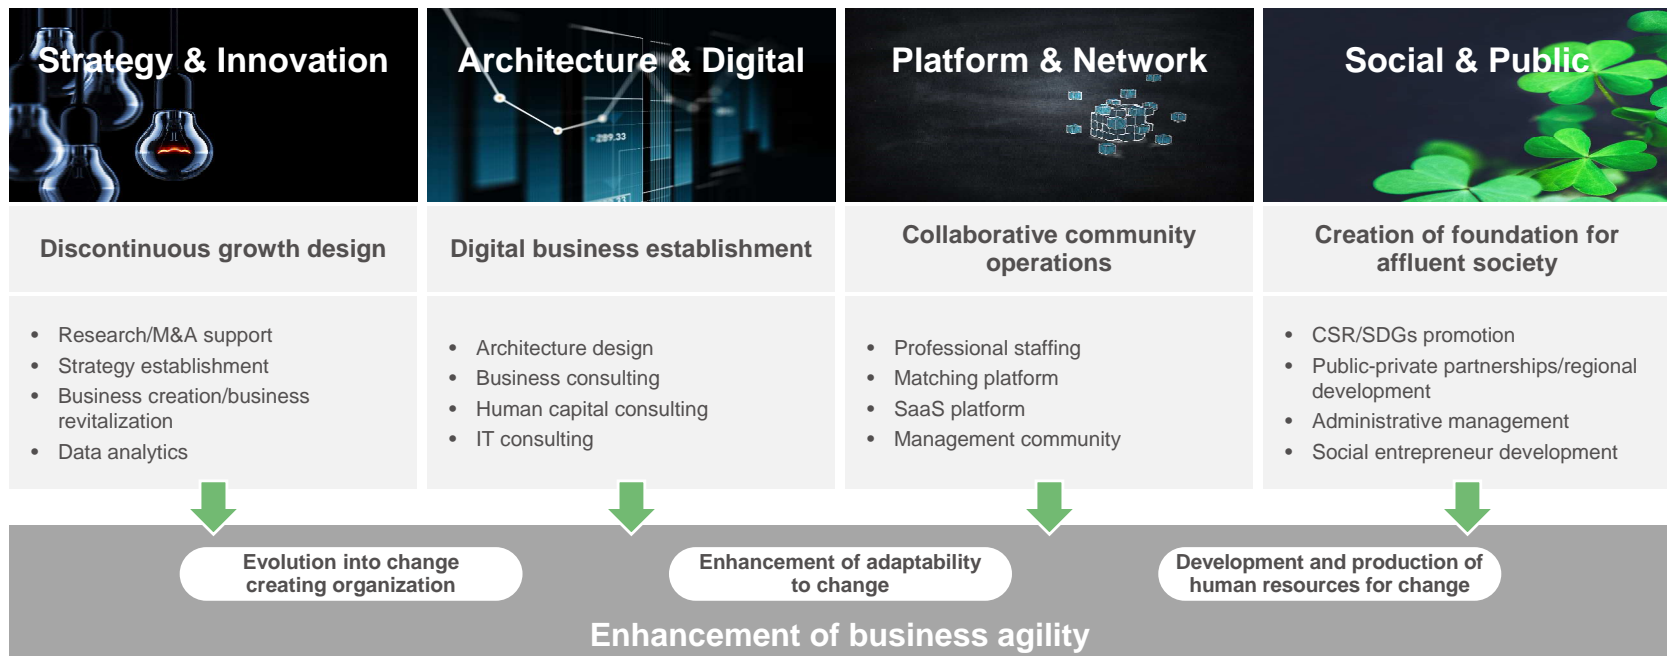 Strategy & Innovation
Architecture & Digital
Platform & Network
Social & Public
-289.33
Discontinuous growth design
Digital business establishment
Collaborative community
operations
Creation of foundation for
affluent society
• Research/M&A support
• Strategy establishment
• Business creation/business
revitalization
• Data analytics
• Architecture design
• Business consulting
• Human capital consulting
• IT consulting
• Professional staffing
• Matching platform
• SaaS platform
• Management community
• CSR/SDGs promotion
• Public-private partnerships/regional
development
• Administrative management
• Social entrepreneur development
Evolution into change
creating organization
Enhancement of adaptability
to change
Development and production of
human resources for change
Enhancement of business agility